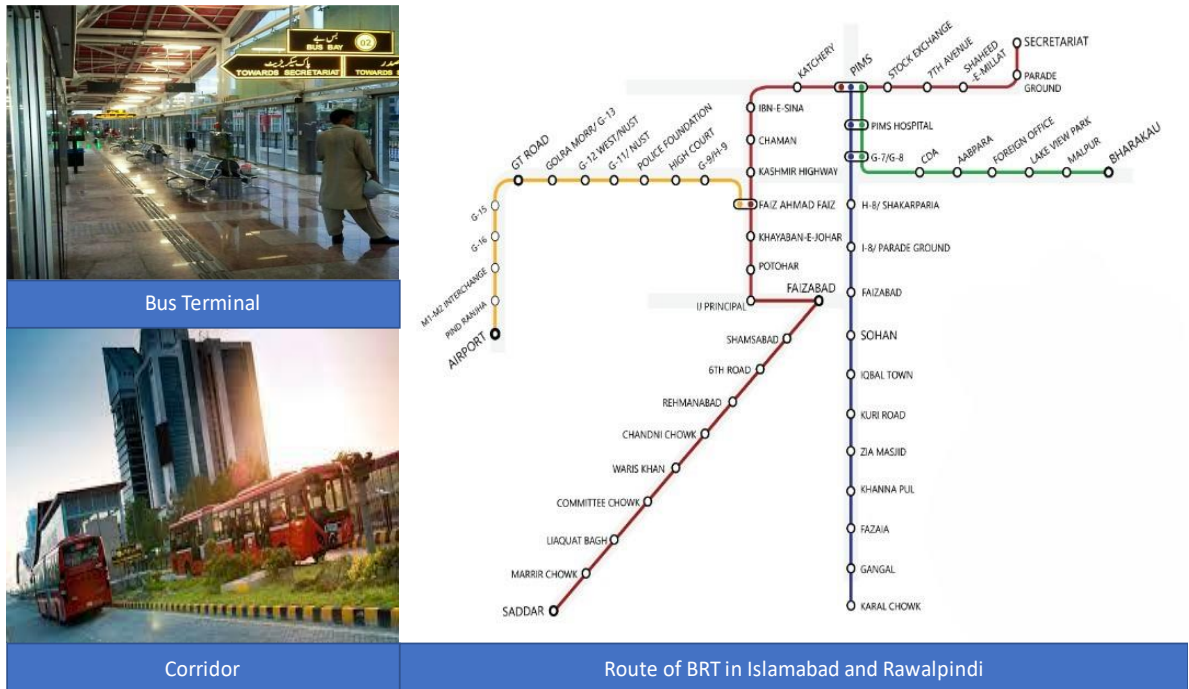 بس بے
BUS BAY 02
پاک سیکریٹریٹ
TOWARDS SECRETARIAT
صدر
TOWARDS S
Bus Terminal
Corridor
SECRETARIAT
PARADE
GROUND
SHAHEED
-E-MILLAT
7TH AVENUE
STOCK EXCHANGE
PIMS
KATCHERY
IBN-E-SINA
CHAMAN
KASHMIR HIGHWAY
FAIZ AHMAD FAIZ
KHAYABAN-E-JOHAR
POTOHAR
IJ PRINCIPAL
FAIZABAD
SHAMSABAD
6TH ROAD
REHMANABAD
CHANDNI CHOWK
WARIS KHAN
COMMITTEE CHOWK
LIAQUAT BAGH
MARRIR CHOWK
SADDAR
GT ROAD
GOLRA MORR/ G-13
G-12 WEST/NUST
G-11/ NUST
POLICE FOUNDATION
HIGH COURT
G-9/H-9
G-15
G-16
M1-M2 INTERCHANGE
PIND RANJHA
AIRPORT
PIMS HOSPITAL
G-7/G-8
CDA
AABPARA
FOREIGN OFFICE
LAKE VIEW PARK
MALPUR
BHARAKAU
H-8/ SHAKARPARIA
I-8/ PARADE GROUND
FAIZABAD
SOHAN
IQBAL TOWN
KURI ROAD
ZIA MASJID
KHANNA PUL
FAZAIA
GANGAL
KARAL CHOWK
Route of BRT in Islamabad and Rawalpindi